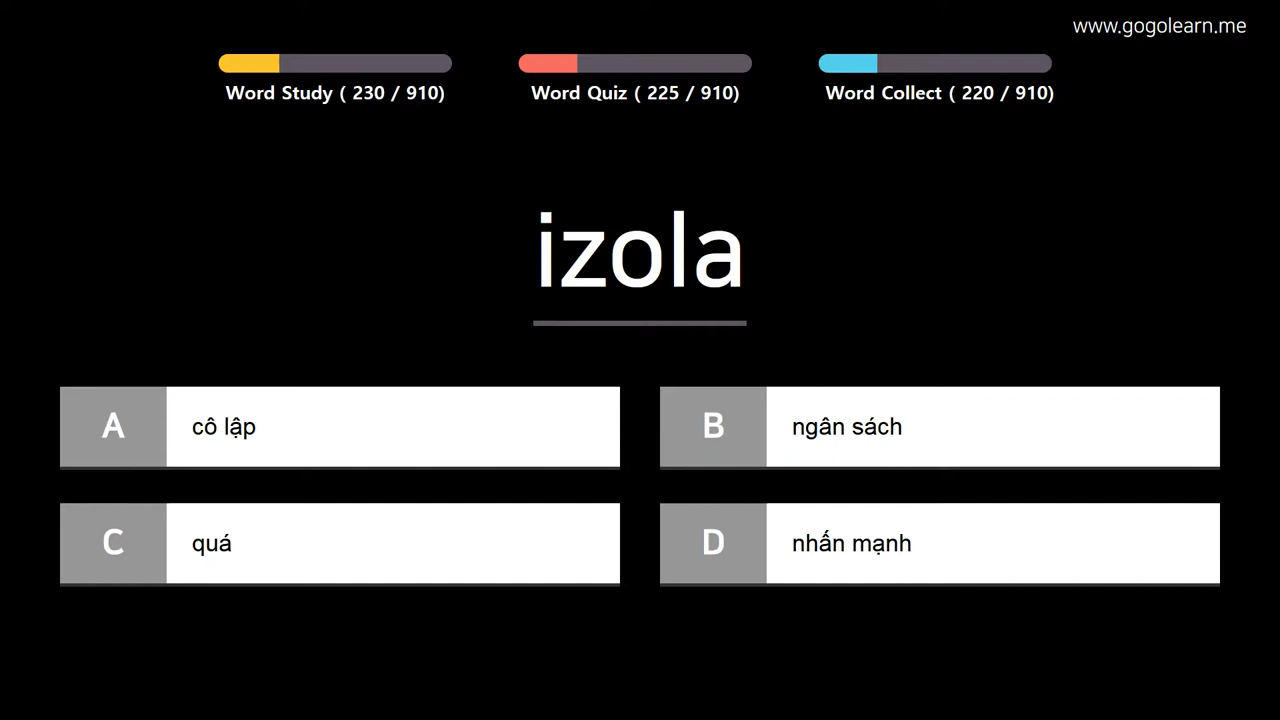 www.gogolearn.me
Word Study ( 230 / 910)
Word Quiz ( 225 / 910)
Word Collect ( 220 / 910)
izola
A
cô lập
B
ngân sách
C
quá
D
nhấn mạnh